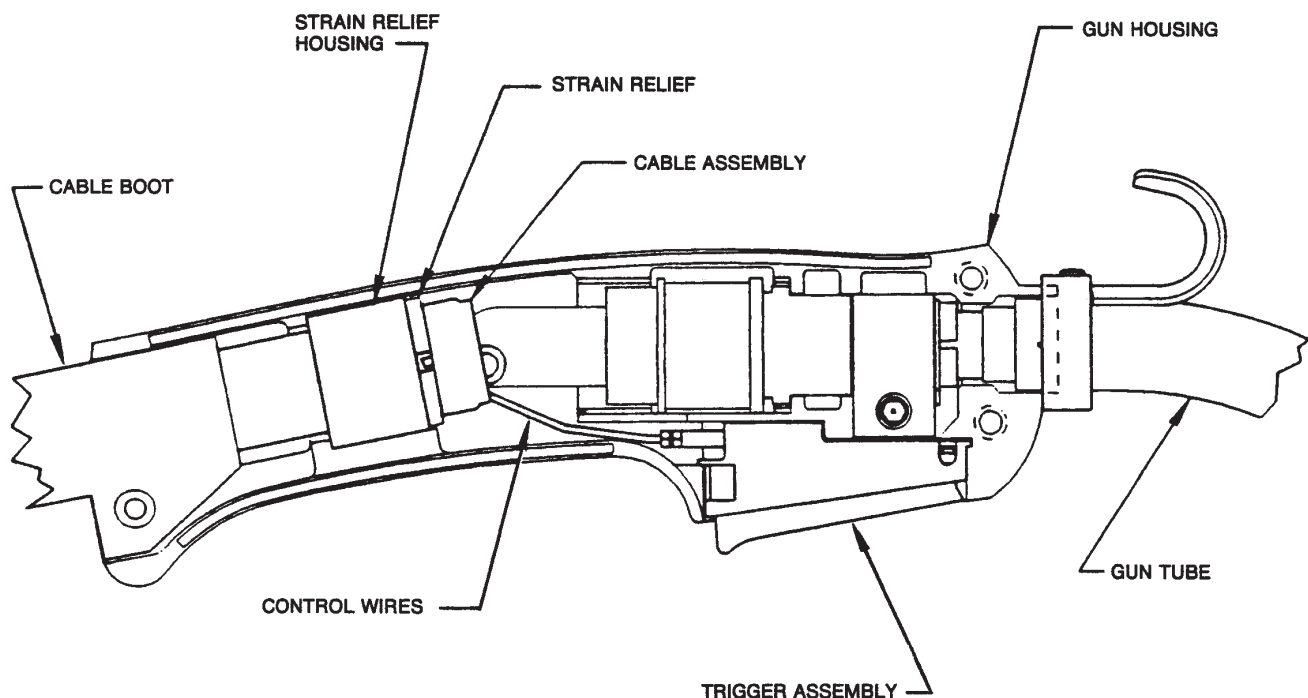 STRAIN RELIEF
HOUSING
GUN HOUSING
STRAIN RELIEF
CABLE ASSEMBLY
CABLE BOOT
GUN TUBE
CONTROL WIRES
TRIGGER ASSEMBLY